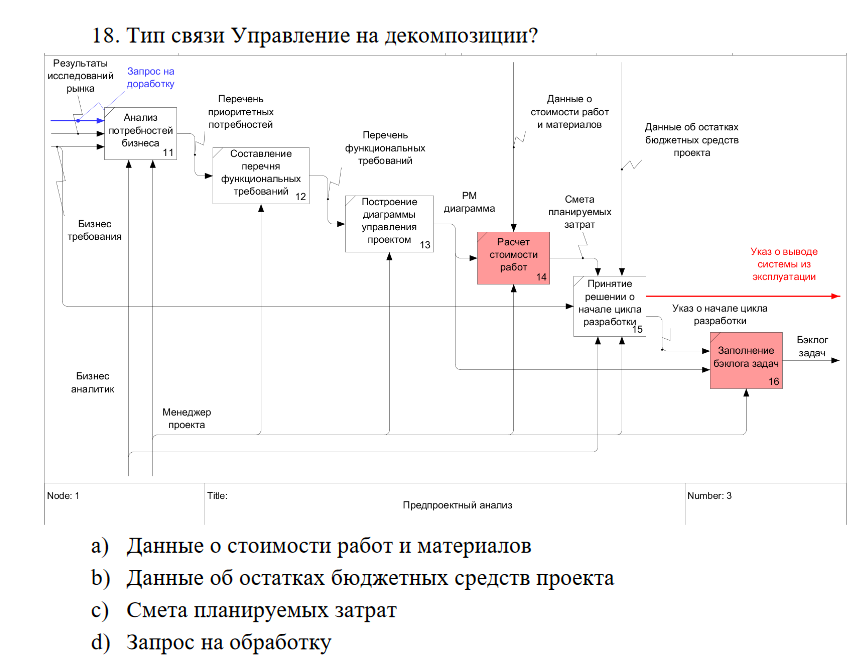 18. Тип связи Управление на декомпозиции?
Результаты
исследований
рынка
Запрос на
доработку
Анализ
потребностей
бизнеса
11
Перечень
приоритетных
потребностей
Составление
перечня
функциональных
требований
12
Перечень
функциональных
требований
Построение
диаграммы
управления
проектом
13
РМ
диаграмма
Данные о
стоимости работ
и материалов
Расчет
стоимости
работ
14
Смета
планируемых
затрат
Данные об остатках
бюджетных средств
проекта
Принятие
решении о
начале цикла
разработки
15
Указ о выводе
системы из
эксплуатации
Указ о начале цикла
разработки
Заполнение
бэклога задач
16
Бэклог
задач
Бизнес
требования
Бизнес
аналитик
Менеджер
проекта
Node: 1
Title:
Предпроектный анализ
Number: 3
a) Данные о стоимости работ и материалов
b) Данные об остатках бюджетных средств проекта
c) Смета планируемых затрат
d) Запрос на обработку